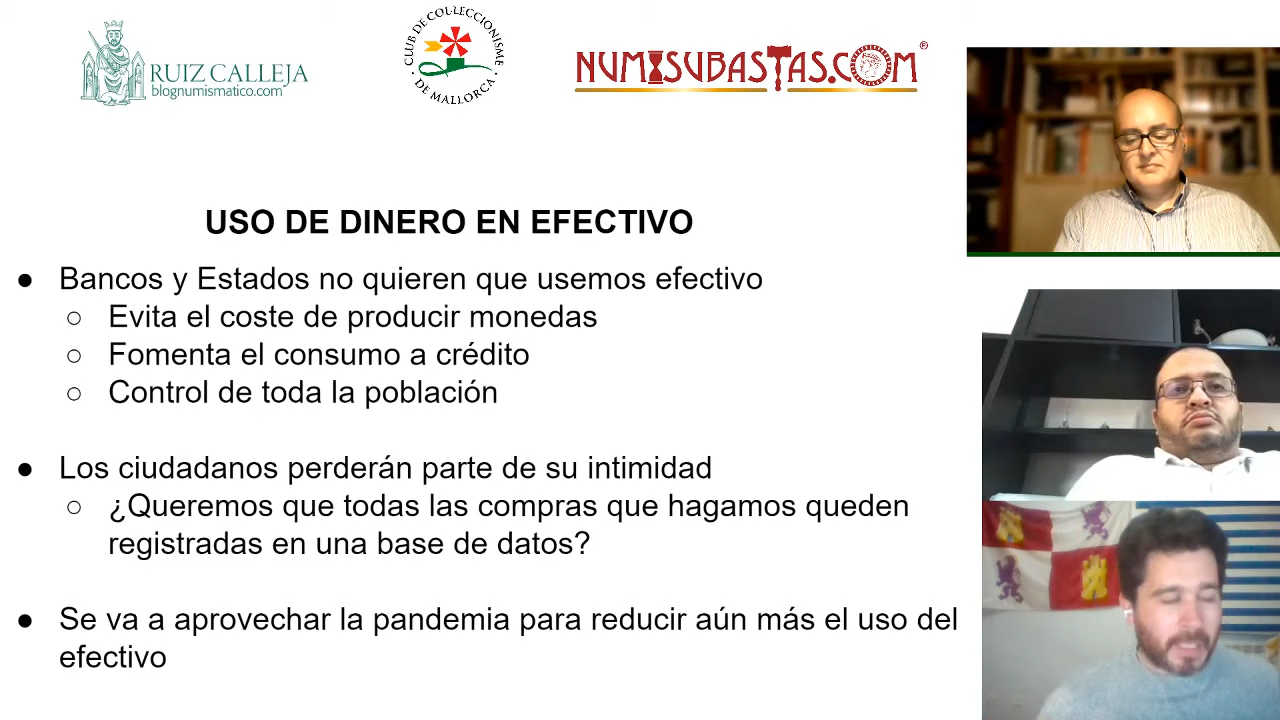 RUIZ CALLEJA
blognumismatico.com
CLUB DE COL·LECCIONISME
· DE MALLORCA ·
NUMISUBASTAS.COM®
USO DE DINERO EN EFECTIVO
● Bancos y Estados no quieren que usemos efectivo
○ Evita el coste de producir monedas
○ Fomenta el consumo a crédito
○ Control de toda la población
● Los ciudadanos perderán parte de su intimidad
○ ¿Queremos que todas las compras que hagamos queden
registradas en una base de datos?
● Se va a aprovechar la pandemia para reducir aún más el uso del
efectivo